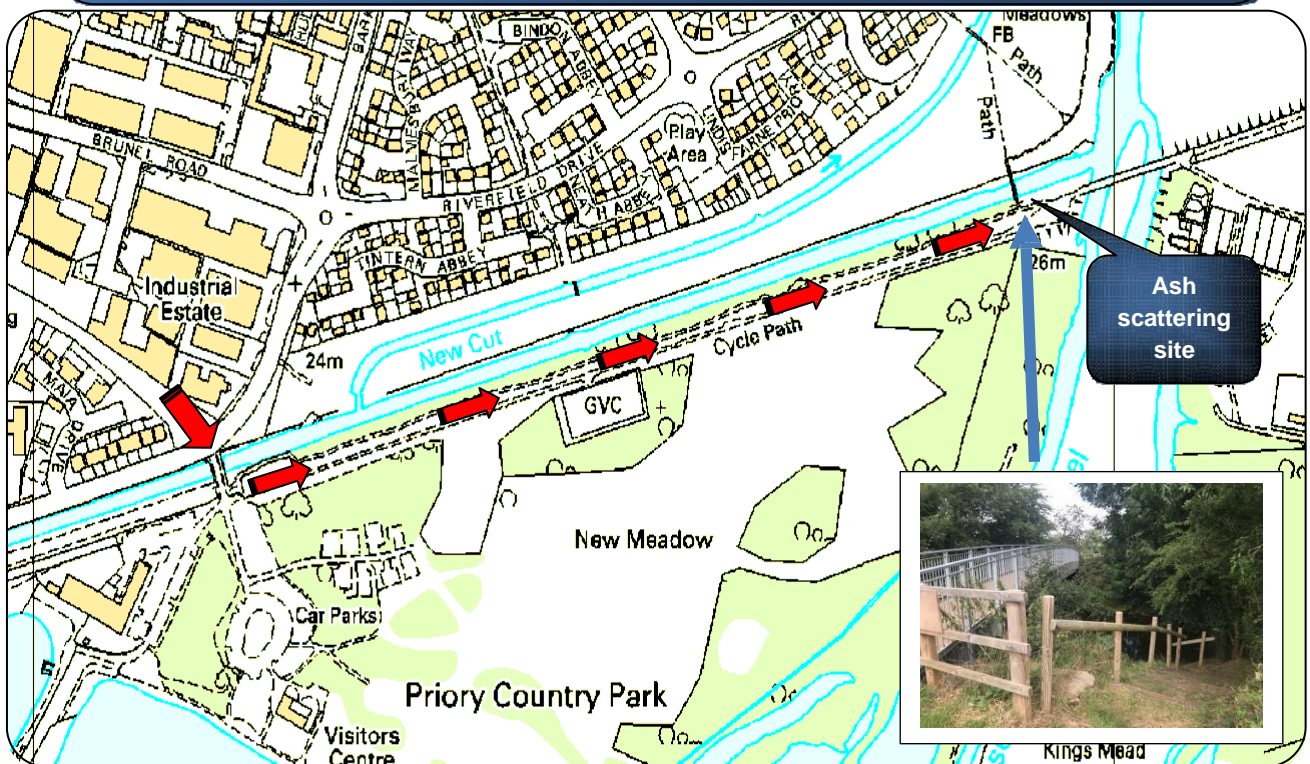 Meadows
FB
Path
Path
BINDON
ABBEY
MALMESBURY WAY
BRUNEL ROAD
Play
Area
FARNE PRIORY
RIVERFIELD DRIVE
ABBEY
TINTERN ABBEY
Industrial
Estate
24m
New Cut
Cycle Path
26m
Ash
scattering
site
GVC
New Meadow
Car Parks
Priory Country Park
Visitors
Centre
Kings Mead